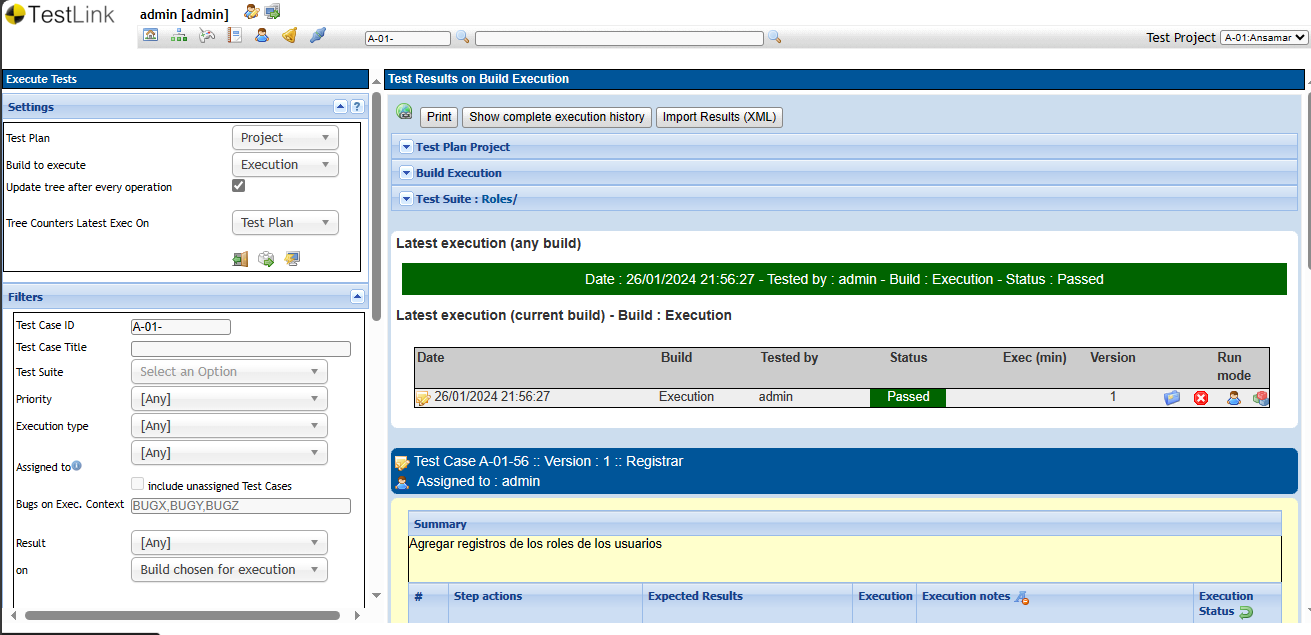 TestLink
admin [admin]
A-01-
Test Project A-01:Ansamar
Execute Tests
Settings
?
Test Plan Project
Build to execute Execution
Update tree after every operation
Tree Counters Latest Exec On Test Plan
Filters
Test Case ID A-01-
Test Case Title
Test Suite Select an Option
Priority [Any]
Execution type [Any]
[Any]
Assigned to
include unassigned Test Cases
Bugs on Exec. Context BUGX,BUGY,BUGZ
Result [Any]
on Build chosen for execution
Test Results on Build Execution
Print Show complete execution history Import Results (XML)
Test Plan Project
Build Execution
Test Suite : Roles/
Latest execution (any build)
Date : 26/01/2024 21:56:27 - Tested by : admin - Build : Execution - Status : Passed
Latest execution (current build) - Build : Execution
Date Build Tested by Status Exec (min) Version Run
mode
26/01/2024 21:56:27 Execution admin Passed 1
Test Case A-01-56 :: Version : 1 :: Registrar
Assigned to : admin
Summary
Agregar registros de los roles de los usuarios
# Step actions Expected Results Execution Execution notes Execution
Status